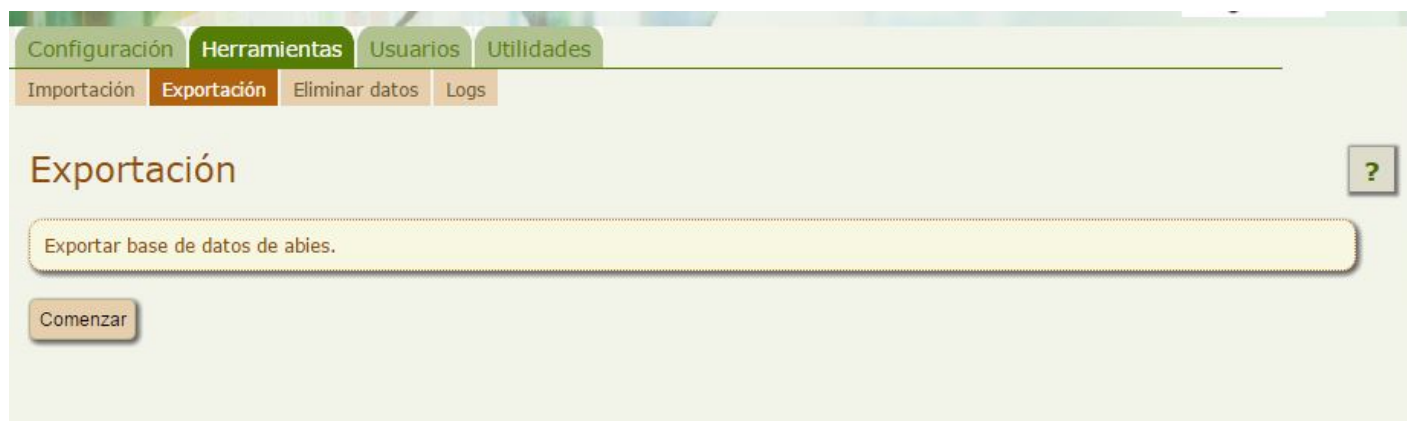 Configuración Herramientas Usuarios Utilidades
Importación Exportación Eliminar datos Logs
Exportación
?
Exportar base de datos de abies.
Comenzar